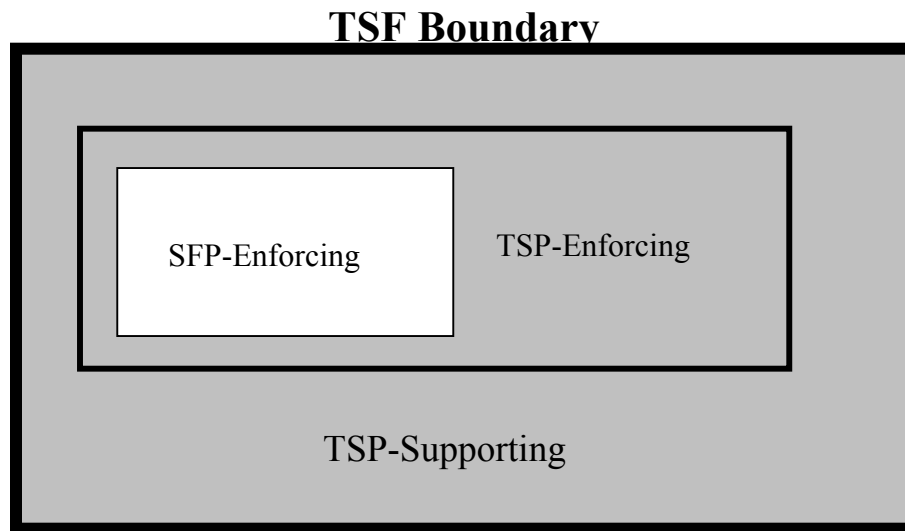 TSF Boundary
SFP-Enforcing
TSP-Enforcing
TSP-Supporting